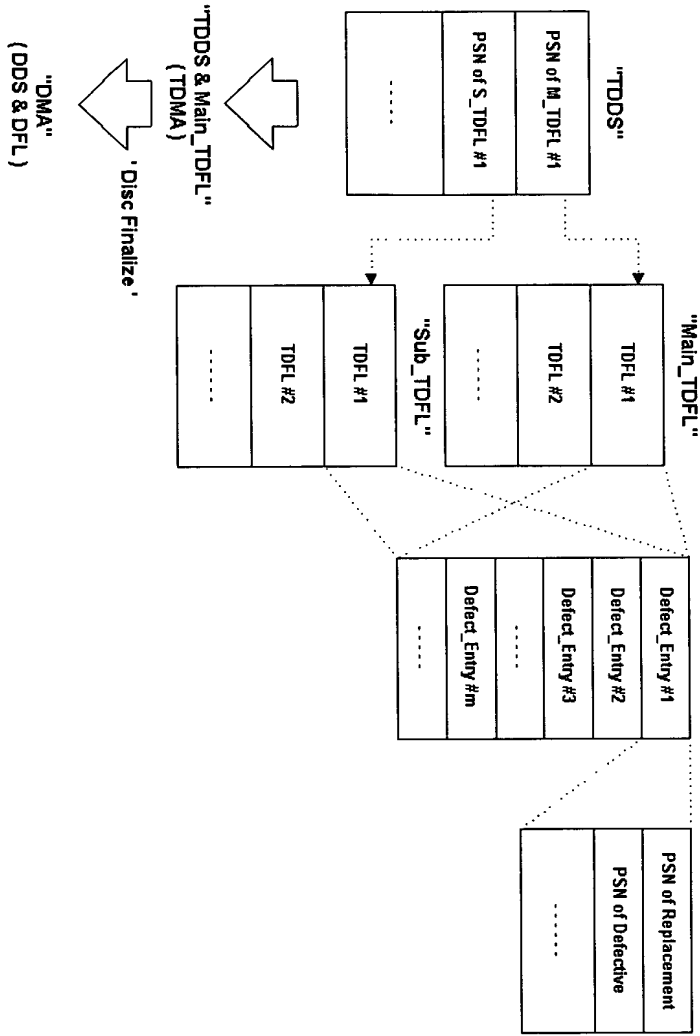 "TDDS"
PSN of M_TDFL #1
PSN of S_TDFL #1
- - - - -
"TDDS & Main_TDFL"
( TDMA )
' Disc Finalize '
"DMA"
( DDS & DFL )
"Main_TDFL"
TDFL #1
TDFL #2
- - - - - -
"Sub_TDFL"
TDFL #1
TDFL #2
- - - - - -
Defect_Entry #1
Defect_Entry #2
Defect_Entry #3
- - - - -
Defect_Entry #m
- - - - -
PSN of Replacement
PSN of Defective
- - - - - -